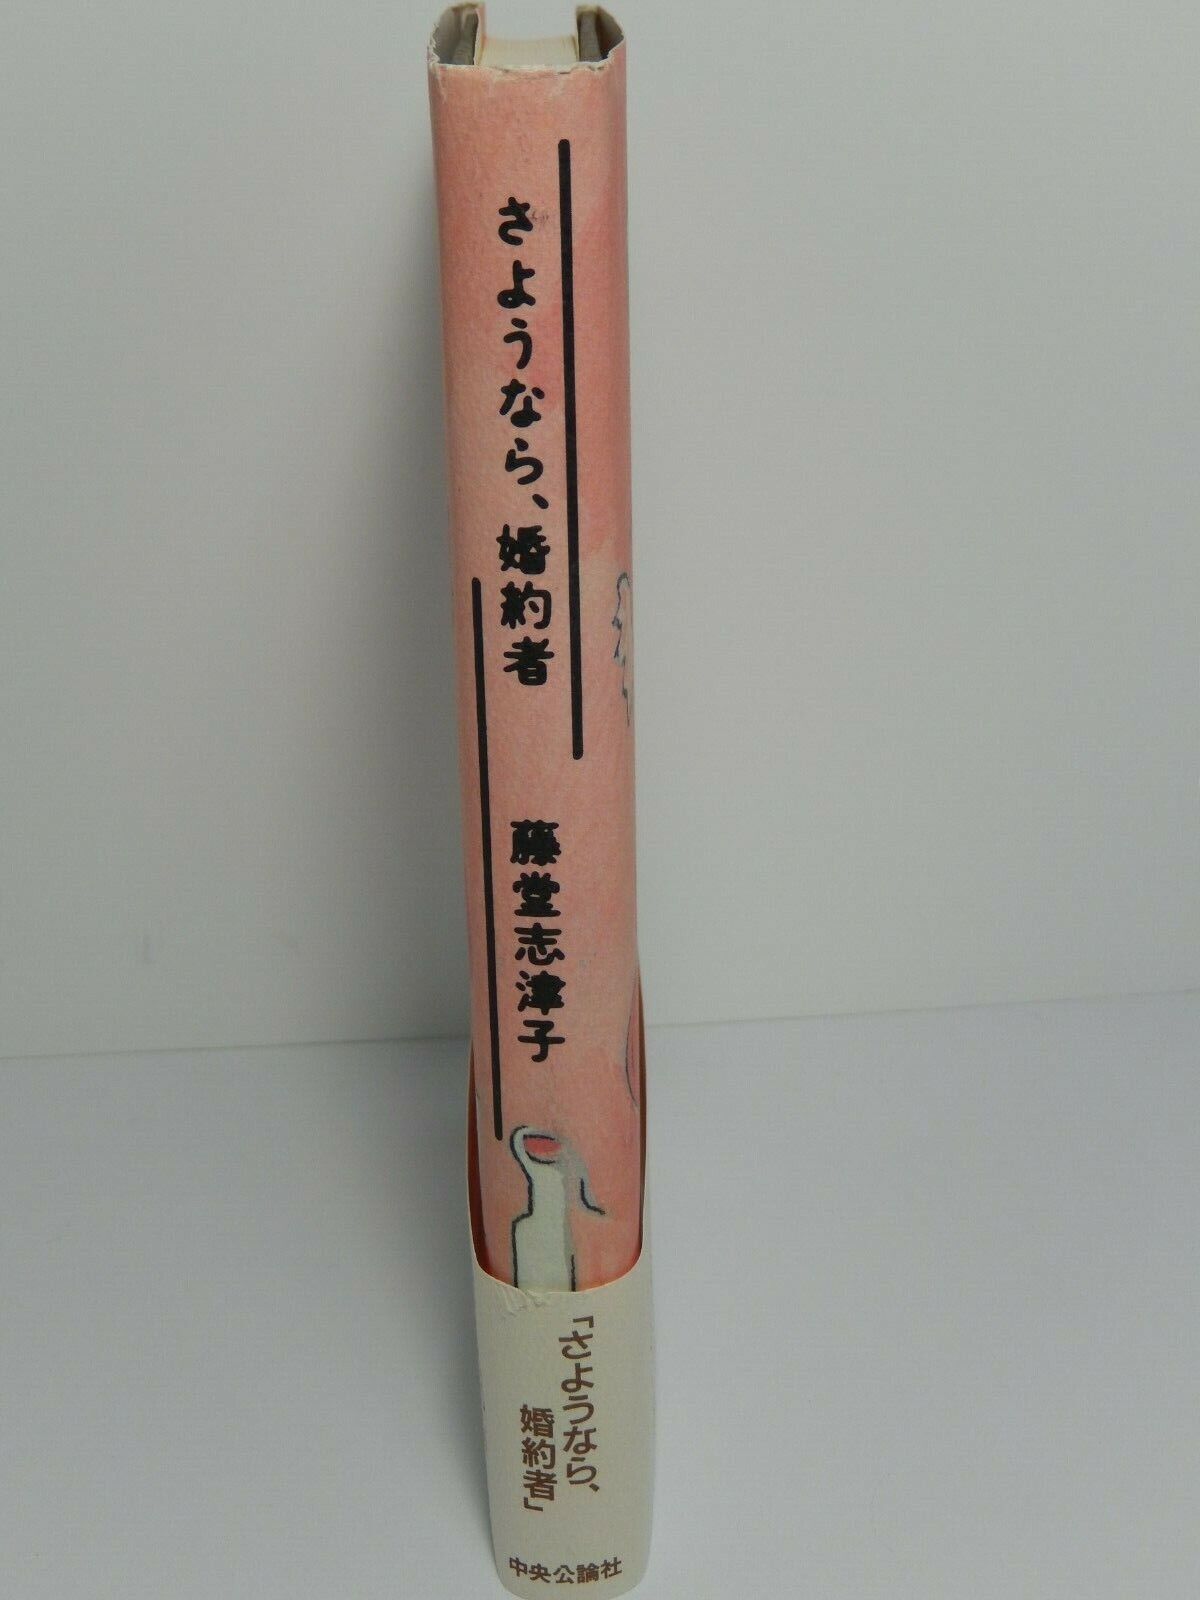 さようなら、婚約者
藤堂志津子
「さようなら、
婚約者」
中央公論社